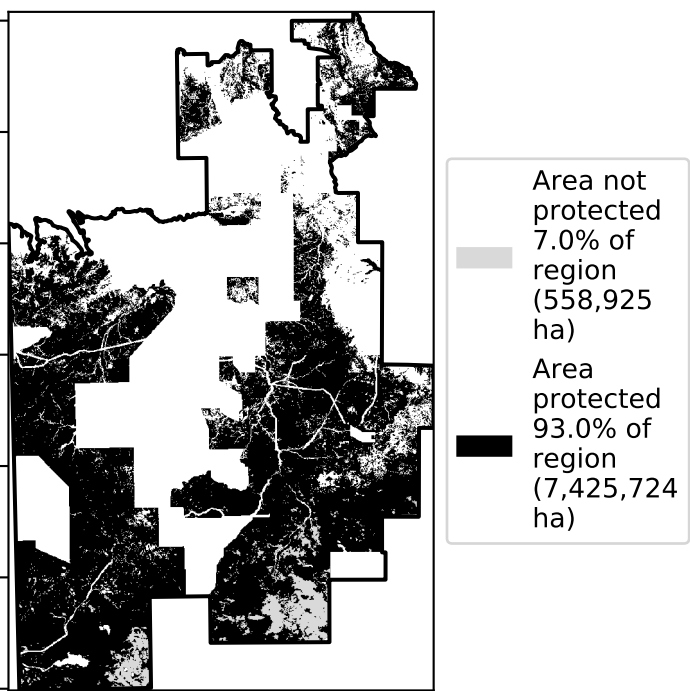 Area not
protected
7.0% of
region
(558,925
ha)
Area
protected
93.0% of
region
(7,425,724
ha)